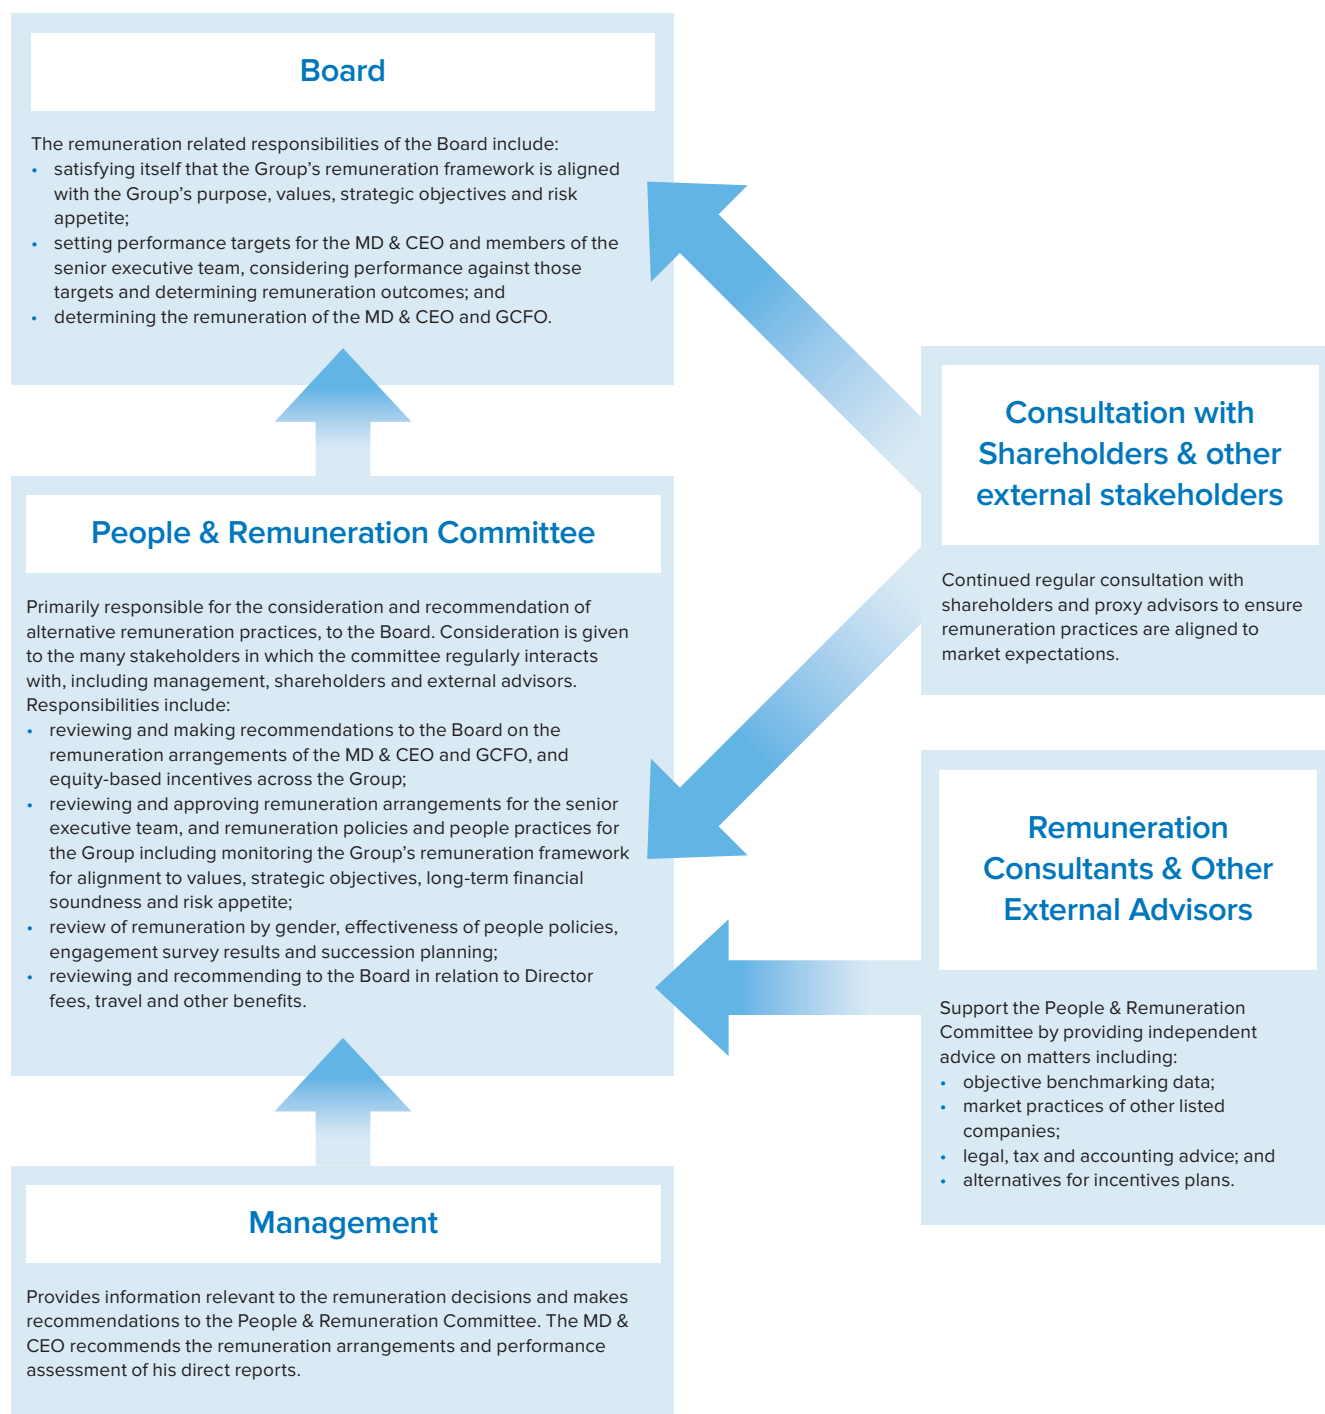 Board
The remuneration related responsibilities of the Board include:
• satisfying itself that the Group's remuneration framework is aligned
with the Group's purpose, values, strategic objectives and risk
appetite;
• setting performance targets for the MD & CEO and members of the
senior executive team, considering performance against those
targets and determining remuneration outcomes; and
• determining the remuneration of the MD & CEO and GCFO.
People & Remuneration Committee
Primarily responsible for the consideration and recommendation of
alternative remuneration practices, to the Board. Consideration is given
to the many stakeholders in which the committee regularly interacts
with, including management, shareholders and external advisors.
Responsibilities include:
• reviewing and making recommendations to the Board on the
remuneration arrangements of the MD & CEO and GCFO, and
equity-based incentives across the Group;
• reviewing and approving remuneration arrangements for the senior
executive team, and remuneration policies and people practices for
the Group including monitoring the Group's remuneration framework
for alignment to values, strategic objectives, long-term financial
soundness and risk appetite;
• review of remuneration by gender, effectiveness of people policies,
engagement survey results and succession planning;
• reviewing and recommending to the Board in relation to Director
fees, travel and other benefits.
Management
Provides information relevant to the remuneration decisions and makes
recommendations to the People & Remuneration Committee. The MD &
CEO recommends the remuneration arrangements and performance
assessment of his direct reports.
Consultation with
Shareholders & other
external stakeholders
Continued regular consultation with
shareholders and proxy advisors to ensure
remuneration practices are aligned to
market expectations.
Remuneration
Consultants & Other
External Advisors
Support the People & Remuneration
Committee by providing independent
advice on matters including:
• objective benchmarking data;
• market practices of other listed
companies;
• legal, tax and accounting advice; and
• alternatives for incentives plans.